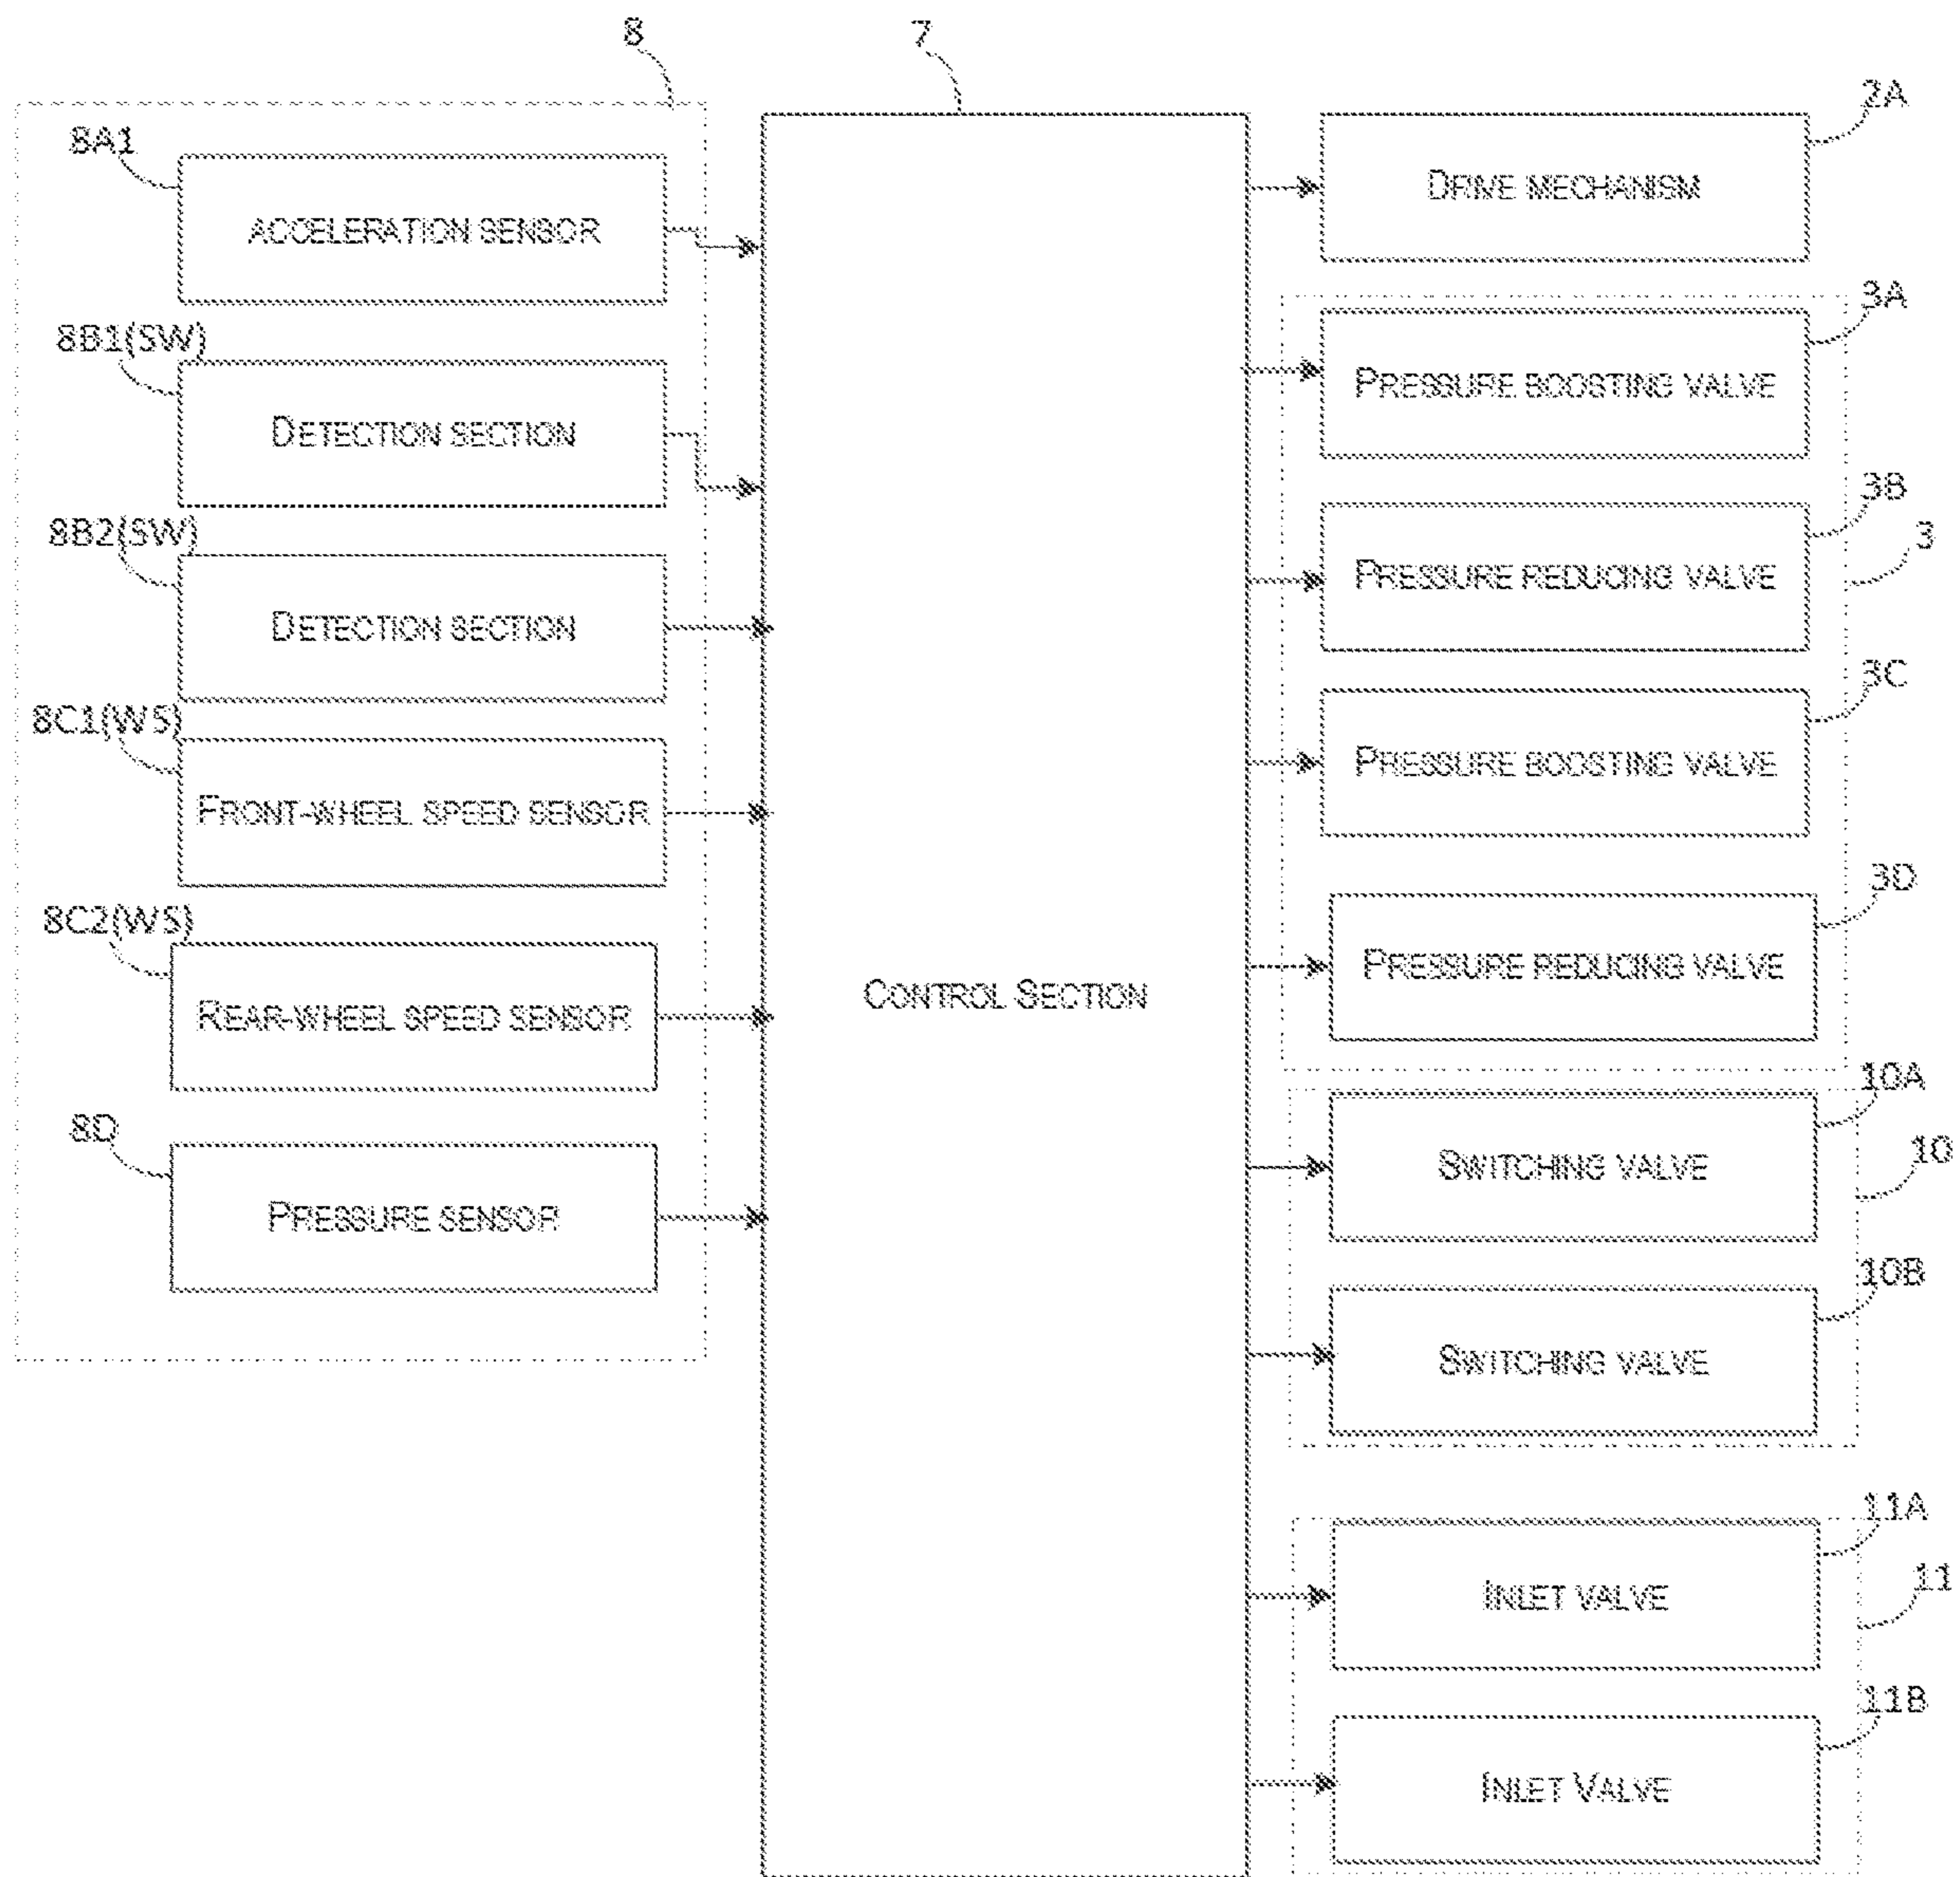 8
7
2A
8A1
ACCELERATION SENSOR
DRIVE MECHANISM
3A
8B1(SW)
PRESSURE BOOSTING VALVE
DETECTION SECTION
3B
8B2(SW)
3
PRESSURE REDUCING VALVE
DETECTION SECTION
3C
8C1(WS)
PRESSURE BOOSTING VALVE
FRONT-WHEEL SPEED SENSOR
3D
8C2(WS)
PRESSURE REDUCING VALVE
CONTROL SECTION
REAR-WHEEL SPEED SENSOR
10A
8D
10
SWITCHING VALVE
PRESSURE SENSOR
10B
SWITCHING VALVE
11A
11
INLET VALVE
11B
INLET VALVE